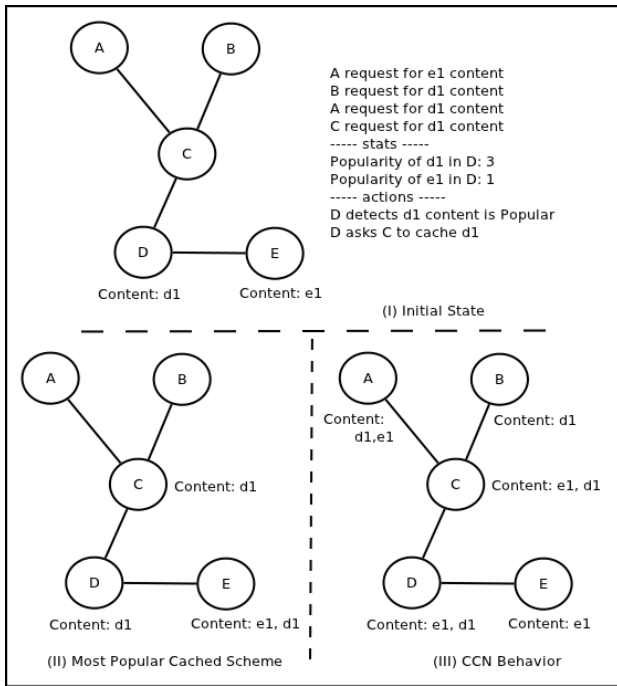 A
B
A request for e1 content
B request for d1 content
A request for d1 content
C request for d1 content
----- stats -----
Popularity of d1 in D: 3
Popularity of e1 in D: 1
----- actions -----
D detects d1 content is Popular
D asks C to cache d1
C
D
E
Content: d1
Content: e1
(I) Initial State
A
B
C
Content: d1
D
E
Content: d1
Content: e1, d1
(II) Most Popular Cached Scheme
A
B
Content:
d1,e1
Content: d1
C
Content: e1, d1
D
E
Content: e1, d1
Content: e1
(III) CCN Behavior